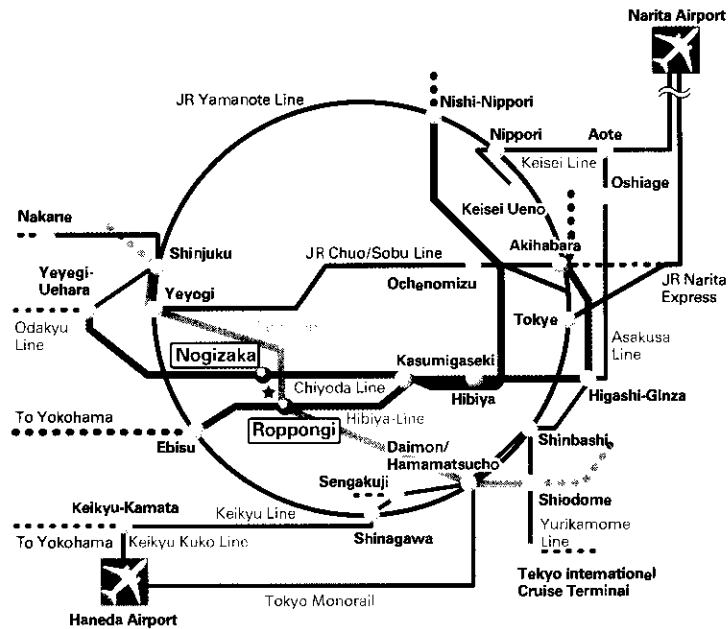 Narita Airport
JR Yamanote Line
Nishi-Nippori
Nippori
Aote
Keisei Line
Oshiage
Nakane
Keisei Ueno
Shinjuku
Akihabara
JR Chuo/Sobu Line
Yeyegi-
Uehara
Ochenomizu
JR Narita
Express
Yeyogi
Tokye
Odakyu
Line
Asakusa
Line
Nogizaka
Kasumigaseki
Chiyoda Line
Hibiya
Higashi-Ginza
To Yokohama
Hibiya-Line
Roppongi
Ebisu
Shinbashi
Daimon/
Hamamatsucho
Sengakuji
Shiodome
Keikyu-Kamata
Keikyu Line
Yurikamome
Line
To Yokohama
Keikyu Kuko Line
Shinagawa
Tekyo internationel
Cruise Terminal
Tokyo Monorail
Haneda Airport